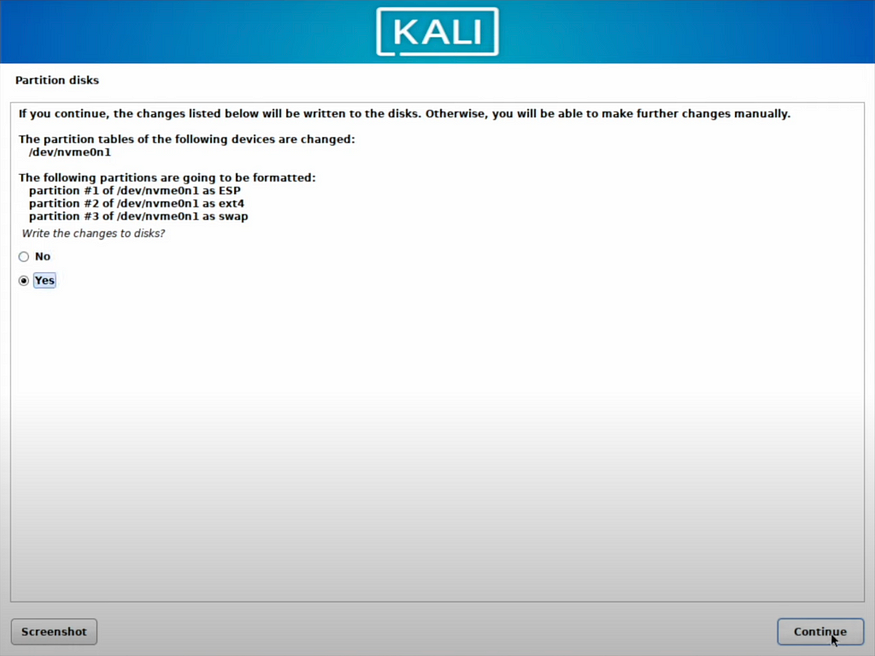 KALI
Partition disks
If you continue, the changes listed below will be written to the disks. Otherwise, you will be able to make further changes manually.
The partition tables of the following devices are changed:
/dev/nvme0n1
The following partitions are going to be formatted:
partition #1 of /dev/nvme0n1 as ESP
partition #2 of /dev/nvme0n1 as ext4
partition #3 of /dev/nvme0n1 as swap
Write the changes to disks?
No
Yes
Screenshot
Continue